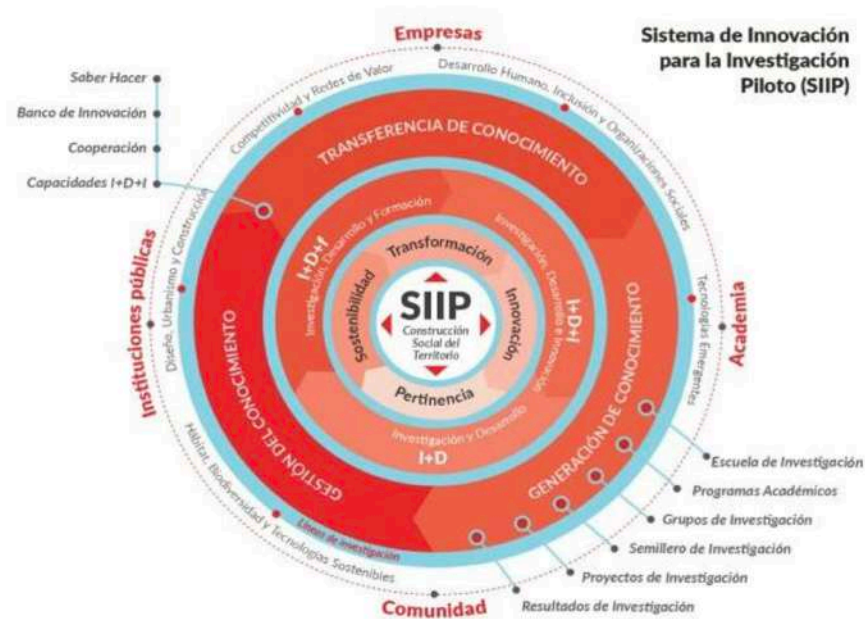 Sistema de Innovación
para la Investigación
Piloto (SIIP)
Empresas
Competitividad y Redes de Valor
Desarrollo Humano, Inclusión y Organizaciones Sociales
Saber Hacer
Banco de Innovación
Cooperación
Capacidades I+D+I
TRANSFERENCIA DE CONOCIMIENTO
Instituciones públicas
Diseño, Urbanismo y Construcción
GESTIÓN DEL CONOCIMIENTO
I+D+f
Investigación, Desarrollo y Formación
Investigación, Desarrollo e Innovación
I+D+i
Transformación
Sostenibilidad
Innovación
Pertinencia
SIIP
Construcción
Social del
Territorio
Investigación y Desarrollo
I+D
GENERACIÓN DE CONOCIMIENTO
Tecnologías Emergentes
Academia
Hábitat, Biodiversidad y Tecnologías Sostenibles
Líneas de investigación
Escuela de Investigación
Programas Académicos
Grupos de Investigación
Semillero de Investigación
Proyectos de Investigación
Resultados de Investigación
Comunidad